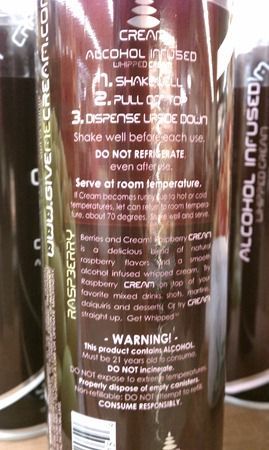 CREAM
ALCOHOL INFUSED
WHIPPED CREAM
1. SHAKE WELL
2. PULL OFF TOP
3. DISPENSE UPSIDE DOWN
Shake well before each use.
DO NOT REFRIGERATE
even after use.
Serve at room temperature.
If Cream becomes runny due to hot or cold
temperatures, let can return to room tempera-
ture, about 70 degrees. Shake well and serve.
Berries and Cream! Raspberry CREAM
is a delicious blend of natural
raspberry flavors and a smooth
alcohol infused whipped cream. Try
Raspberry CREAM on top of your
favorite mixed drinks, shots, martinis,
daiquiris and desserts. Or try CREAM
straight up. Get Whipped™
- WARNING! -
This product contains ALCOHOL.
Must be 21 years old to consume.
DO NOT incinerate.
DO NOT expose to extreme temperatures.
Properly dispose of empty canisters.
Non-refillable: DO NOT attempt to refill.
CONSUME RESPONSIBLY.
WWW.GIVEMECREAM.COM
RASPBERRY
ALCOHOL INFUSED
WHIPPED CREAM